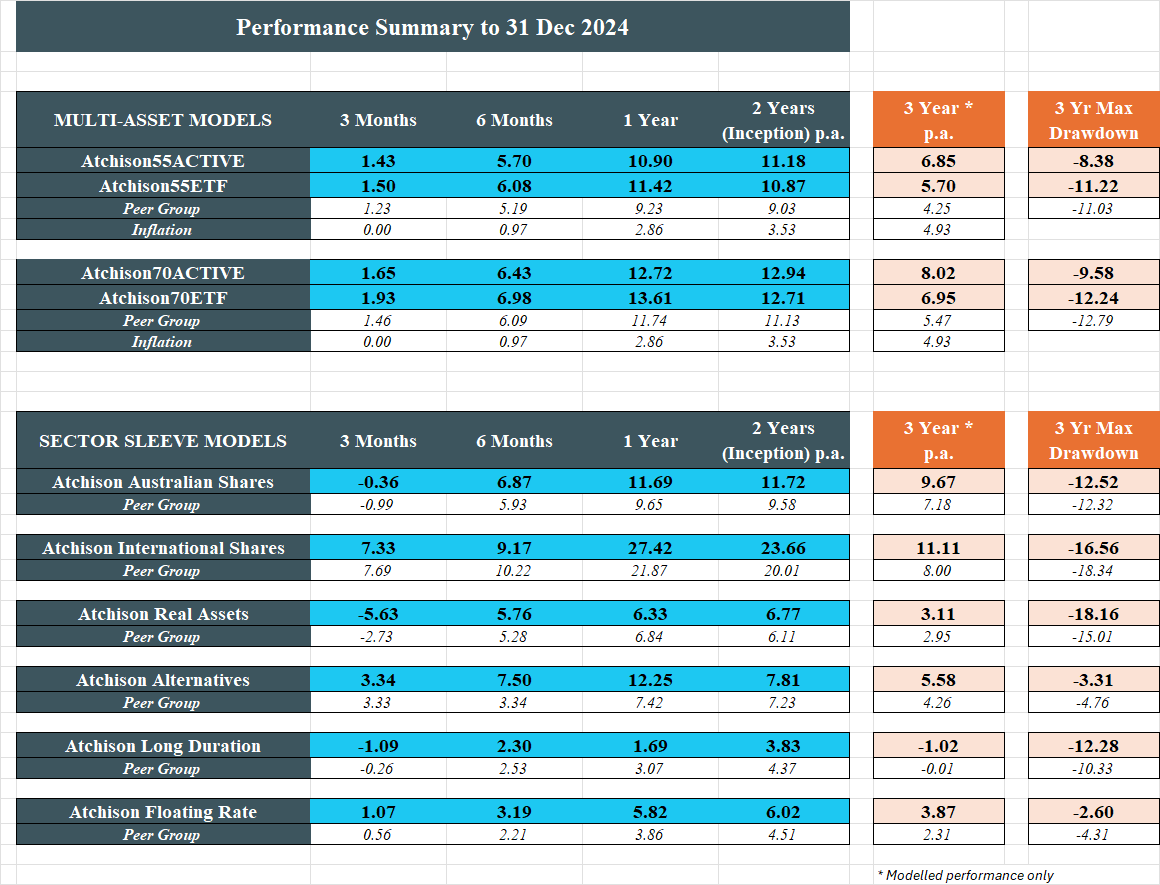 Performance Summary to 31 Dec 2024
MULTI-ASSET MODELS 3 Months 6 Months 1 Year 2 Years (Inception) p.a. 3 Year * p.a. 3 Yr Max Drawdown
Atchison55ACTIVE 1.43 5.70 10.90 11.18 6.85 -8.38
Atchison55ETF 1.50 6.08 11.42 10.87 5.70 -11.22
Peer Group 1.23 5.19 9.23 9.03 4.25 -11.03
Inflation 0.00 0.97 2.86 3.53 4.93
Atchison70ACTIVE 1.65 6.43 12.72 12.94 8.02 -9.58
Atchison70ETF 1.93 6.98 13.61 12.71 6.95 -12.24
Peer Group 1.46 6.09 11.74 11.13 5.47 -12.79
Inflation 0.00 0.97 2.86 3.53 4.93
SECTOR SLEEVE MODELS 3 Months 6 Months 1 Year 2 Years (Inception) p.a. 3 Year * p.a. 3 Yr Max Drawdown
Atchison Australian Shares -0.36 6.87 11.69 11.72 9.67 -12.52
Peer Group -0.99 5.93 9.65 9.58 7.18 -12.32
Atchison International Shares 7.33 9.17 27.42 23.66 11.11 -16.56
Peer Group 7.69 10.22 21.87 20.01 8.00 -18.34
Atchison Real Assets -5.63 5.76 6.33 6.77 3.11 -18.16
Peer Group -2.73 5.28 6.84 6.11 2.95 -15.01
Atchison Alternatives 3.34 7.50 12.25 7.81 5.58 -3.31
Peer Group 3.33 3.34 7.42 7.23 4.26 -4.76
Atchison Long Duration -1.09 2.30 1.69 3.83 -1.02 -12.28
Peer Group -0.26 2.53 3.07 4.37 -0.01 -10.33
Atchison Floating Rate 1.07 3.19 5.82 6.02 3.87 -2.60
Peer Group 0.56 2.21 3.86 4.51 2.31 -4.31
* Modelled performance only